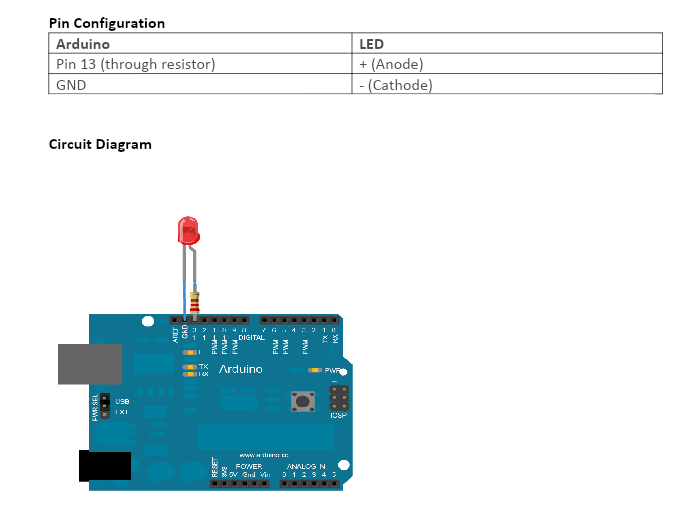 Pin Configuration
Arduino LED
Pin 13 (through resistor) + (Anode)
GND - (Cathode)
Circuit Diagram
AREF GND 13 12 11 10 9 8 7 6 5 4 3 2 1 0
PWM PWM PWM DIGITAL PWM PWM PWM TX RX
L
TX
RX
Arduino
PWR
PWR SEL
USB
EXT
ICSP
www.arduino.cc
POWER ANALOG IN
RESET 3V3 5V Gnd Vin 0 1 2 3 4 5